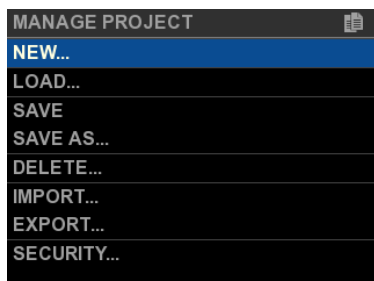 MANAGE PROJECT
NEW...
LOAD...
SAVE
SAVE AS...
DELETE...
IMPORT...
EXPORT...
SECURITY...